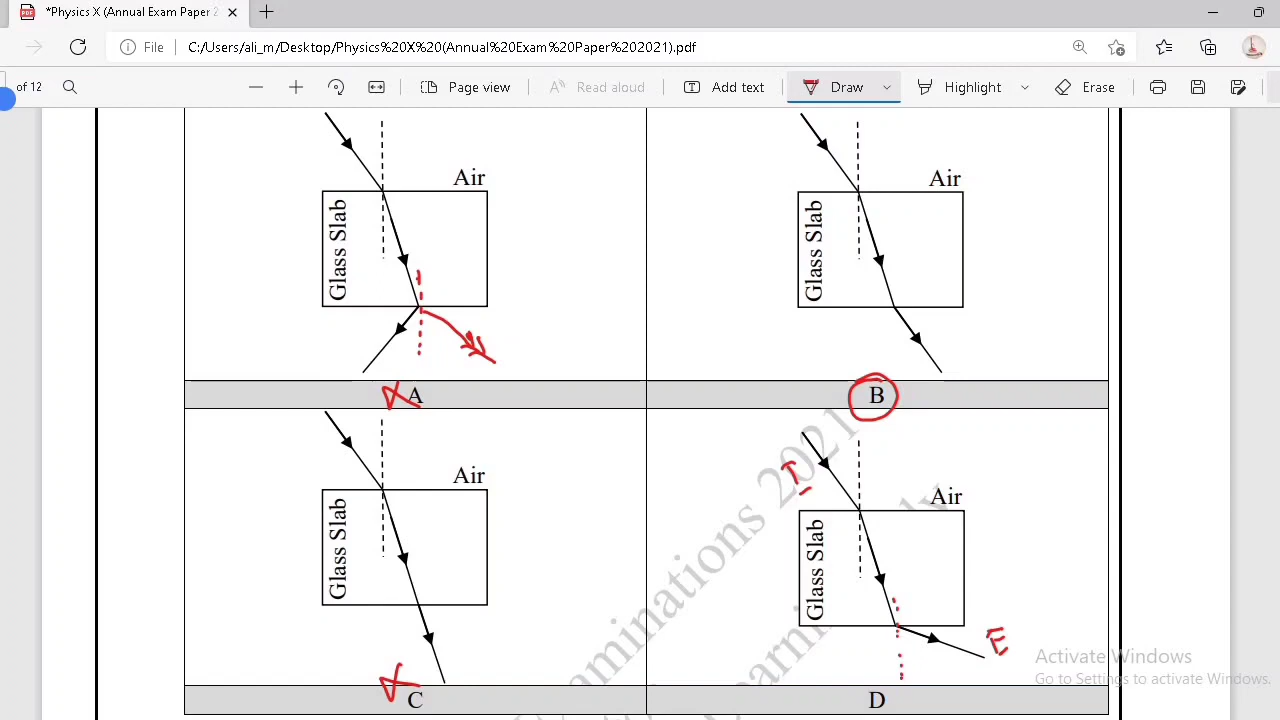 *Physics X (Annual Exam Paper 2
File
C:/Users/ali_m/Desktop/Physics%20X%20(Annual%20Exam%20Paper%202021).pdf
of 12
Page view
Read aloud
Add text
Draw
Highlight
Erase
Air
Air
Glass Slab
Glass Slab
A
B
Air
Air
Glass Slab
Glass Slab
I
E
C
D
aminations 2021
Activate Windows
Go to Settings to activate Windows.